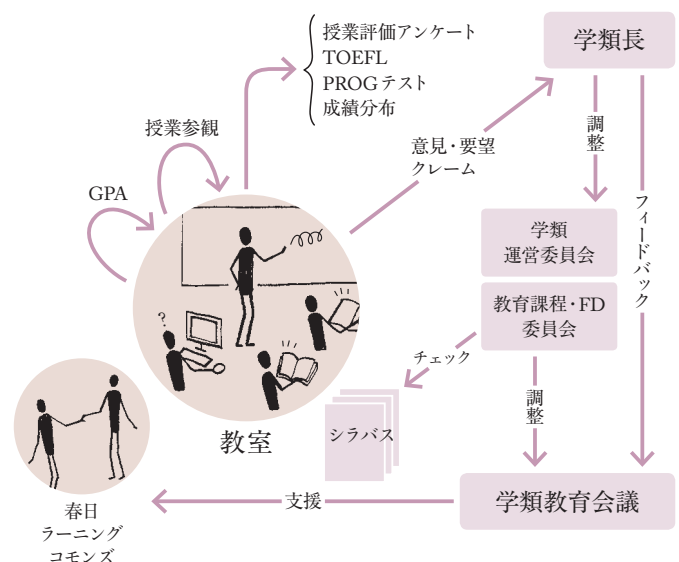 授業評価アンケート
TOEFL
PROGテスト
成績分布
学類長
授業参観
GPA
意見・要望
クレーム
調整
フィードバック
学類
運営委員会
教育課程・FD
委員会
チェック
?
調整
シラバス
教室
学類教育会議
支援
春日
ラーニング
コモンズ